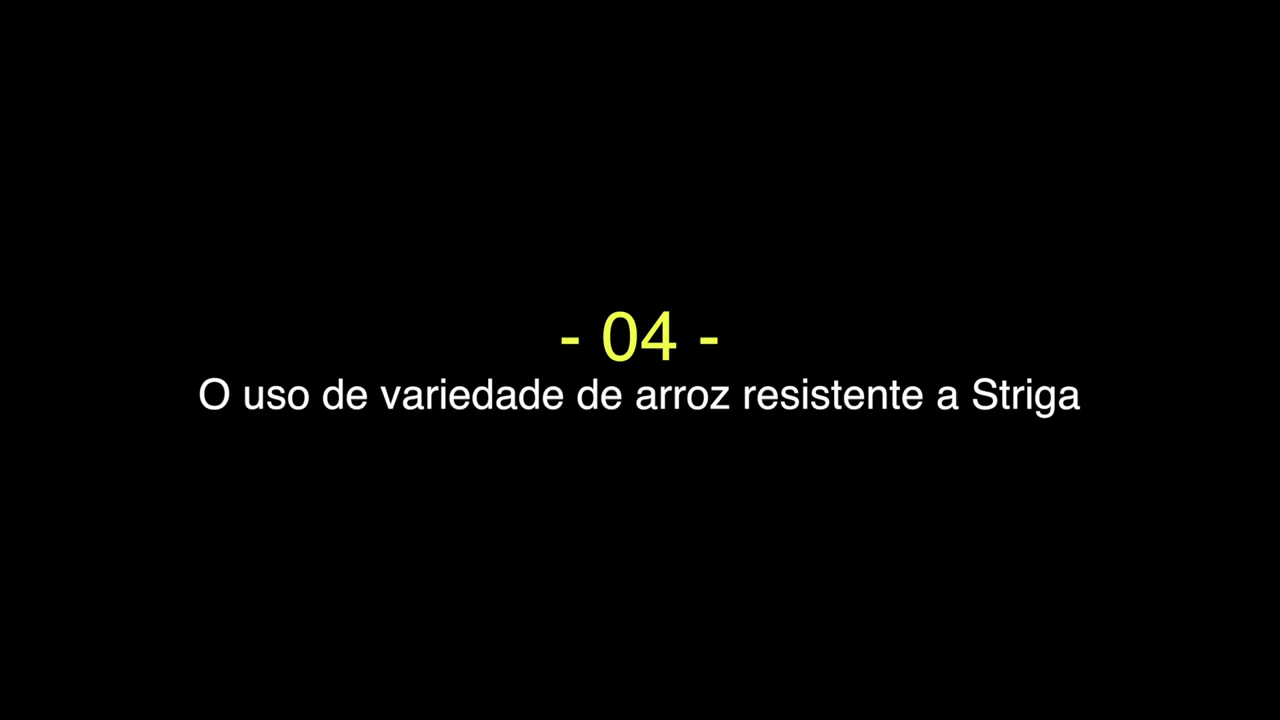 - 04 -
O uso de variedade de arroz resistente a Striga